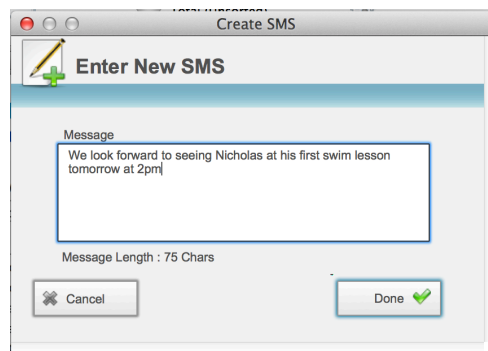 Create SMS
Enter New SMS
Message
We look forward to seeing Nicholas at his first swim lesson
tomorrow at 2pm
Message Length : 75 Chars
Cancel
Done